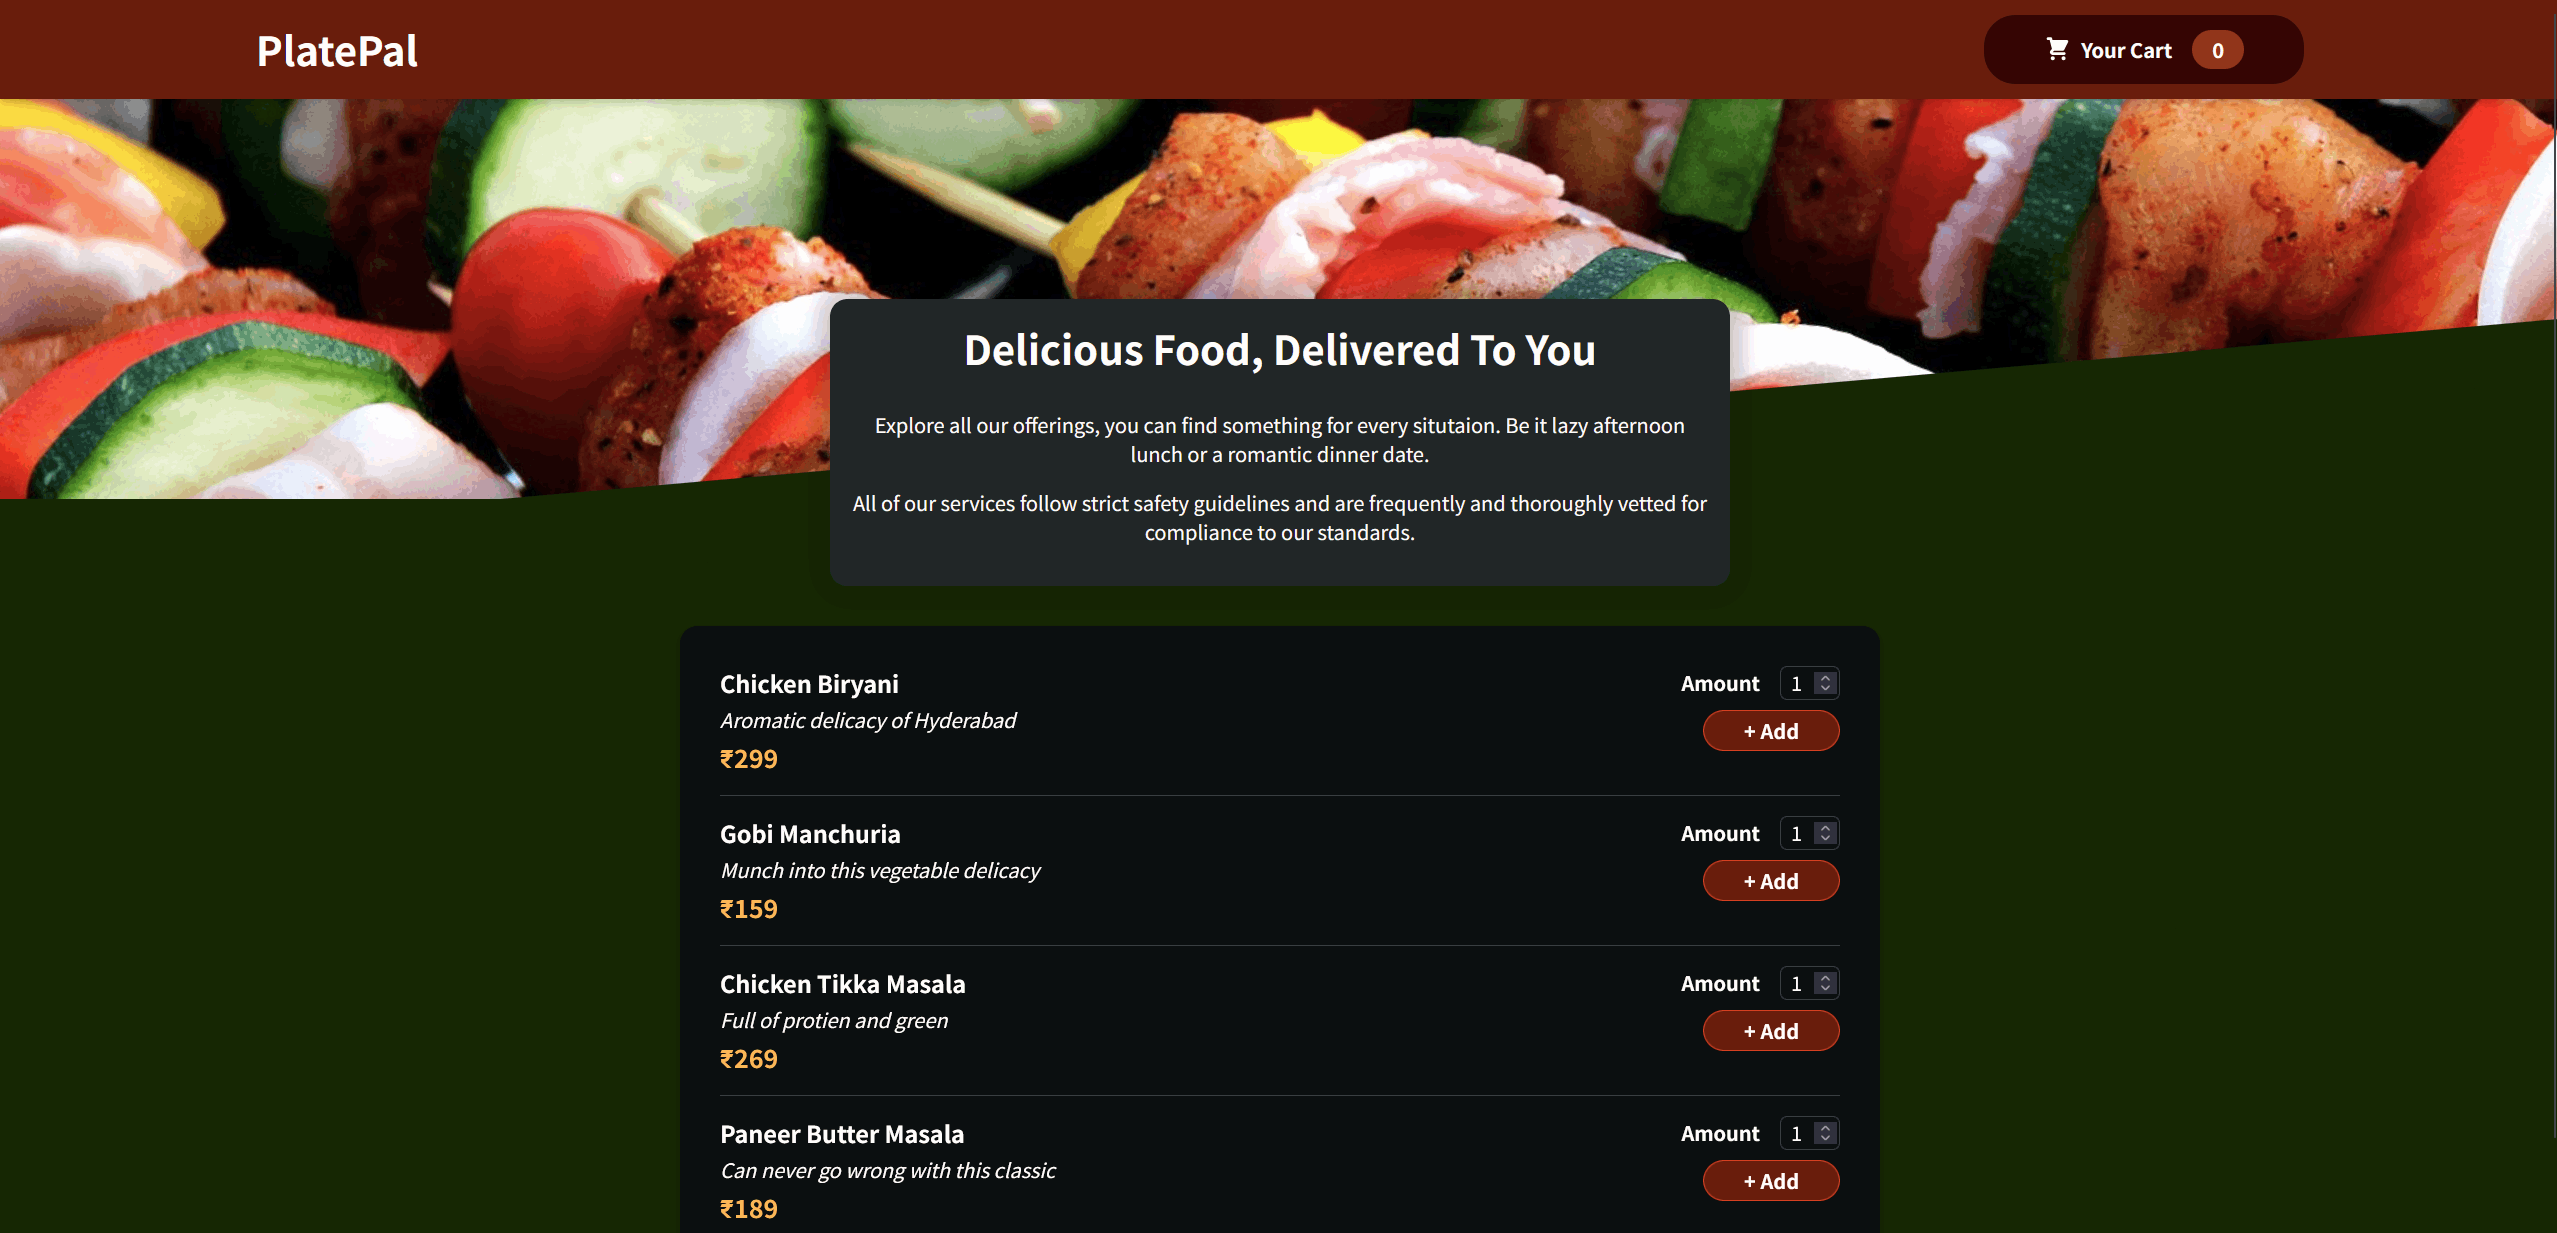 PlatePal
Your Cart 0
Delicious Food, Delivered To You
Explore all our offerings, you can find something for every situtaion. Be it lazy afternoon
lunch or a romantic dinner date.
All of our services follow strict safety guidelines and are frequently and thoroughly vetted for
compliance to our standards.
Chicken Biryani
Amount 1
Aromatic delicacy of Hyderabad
+ Add
₹299
Gobi Manchuria
Amount 1
Munch into this vegetable delicacy
+ Add
₹159
Chicken Tikka Masala
Amount 1
Full of protien and green
+ Add
₹269
Paneer Butter Masala
Amount 1
Can never go wrong with this classic
+ Add
₹189